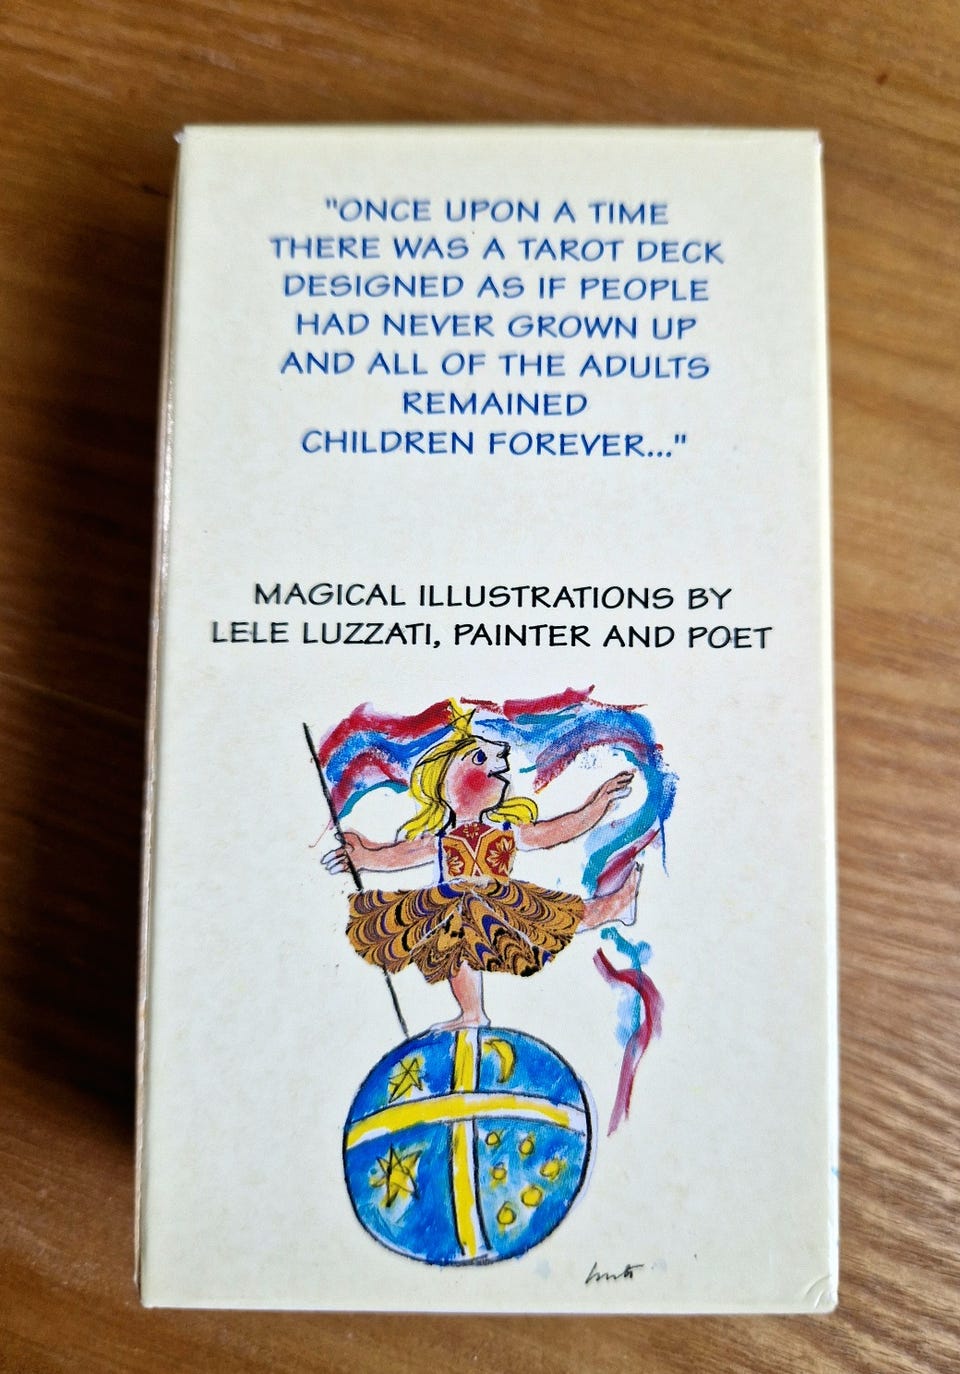 "ONCE UPON A TIME
THERE WAS A TAROT DECK
DESIGNED AS IF PEOPLE
HAD NEVER GROWN UP
AND ALL OF THE ADULTS
REMAINED
CHILDREN FOREVER..."
MAGICAL ILLUSTRATIONS BY
LELE LUZZATI, PAINTER AND POET